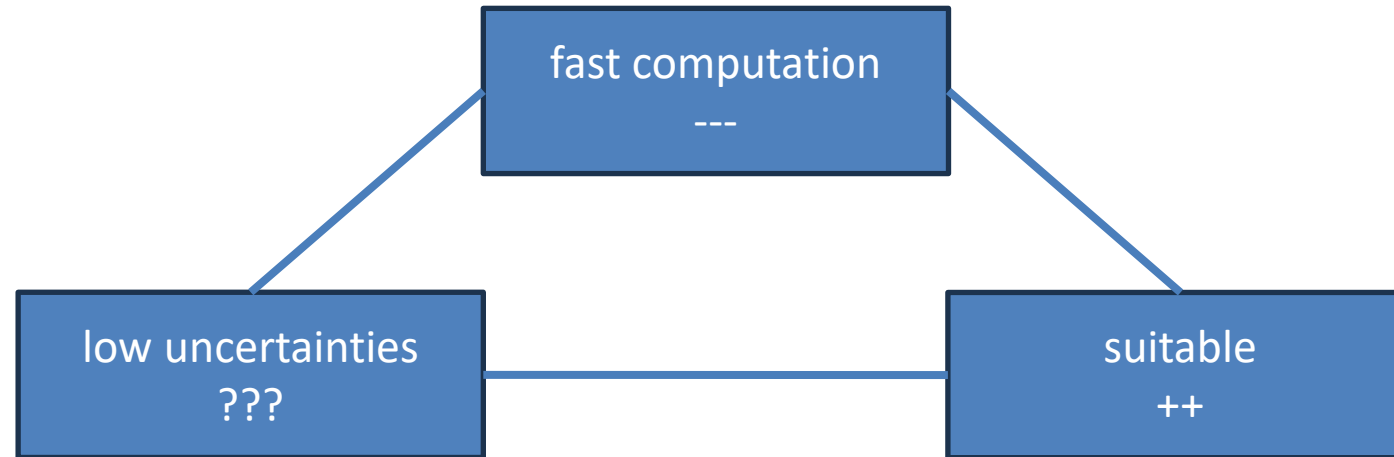 fast computation
---
low uncertainties
???
suitable
++